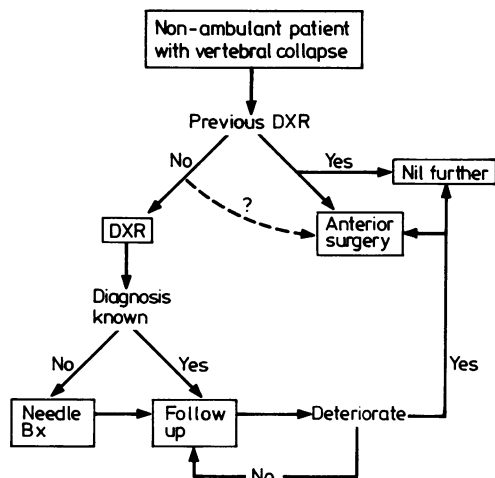 Non-ambulant patient
with vertebral collapse
Previous DXR
No
Yes
Nil further
?
DXR
Anterior
surgery
Diagnosis
known
No
Yes
Yes
Needle
Bx
Follow
up
Deteriorate
No